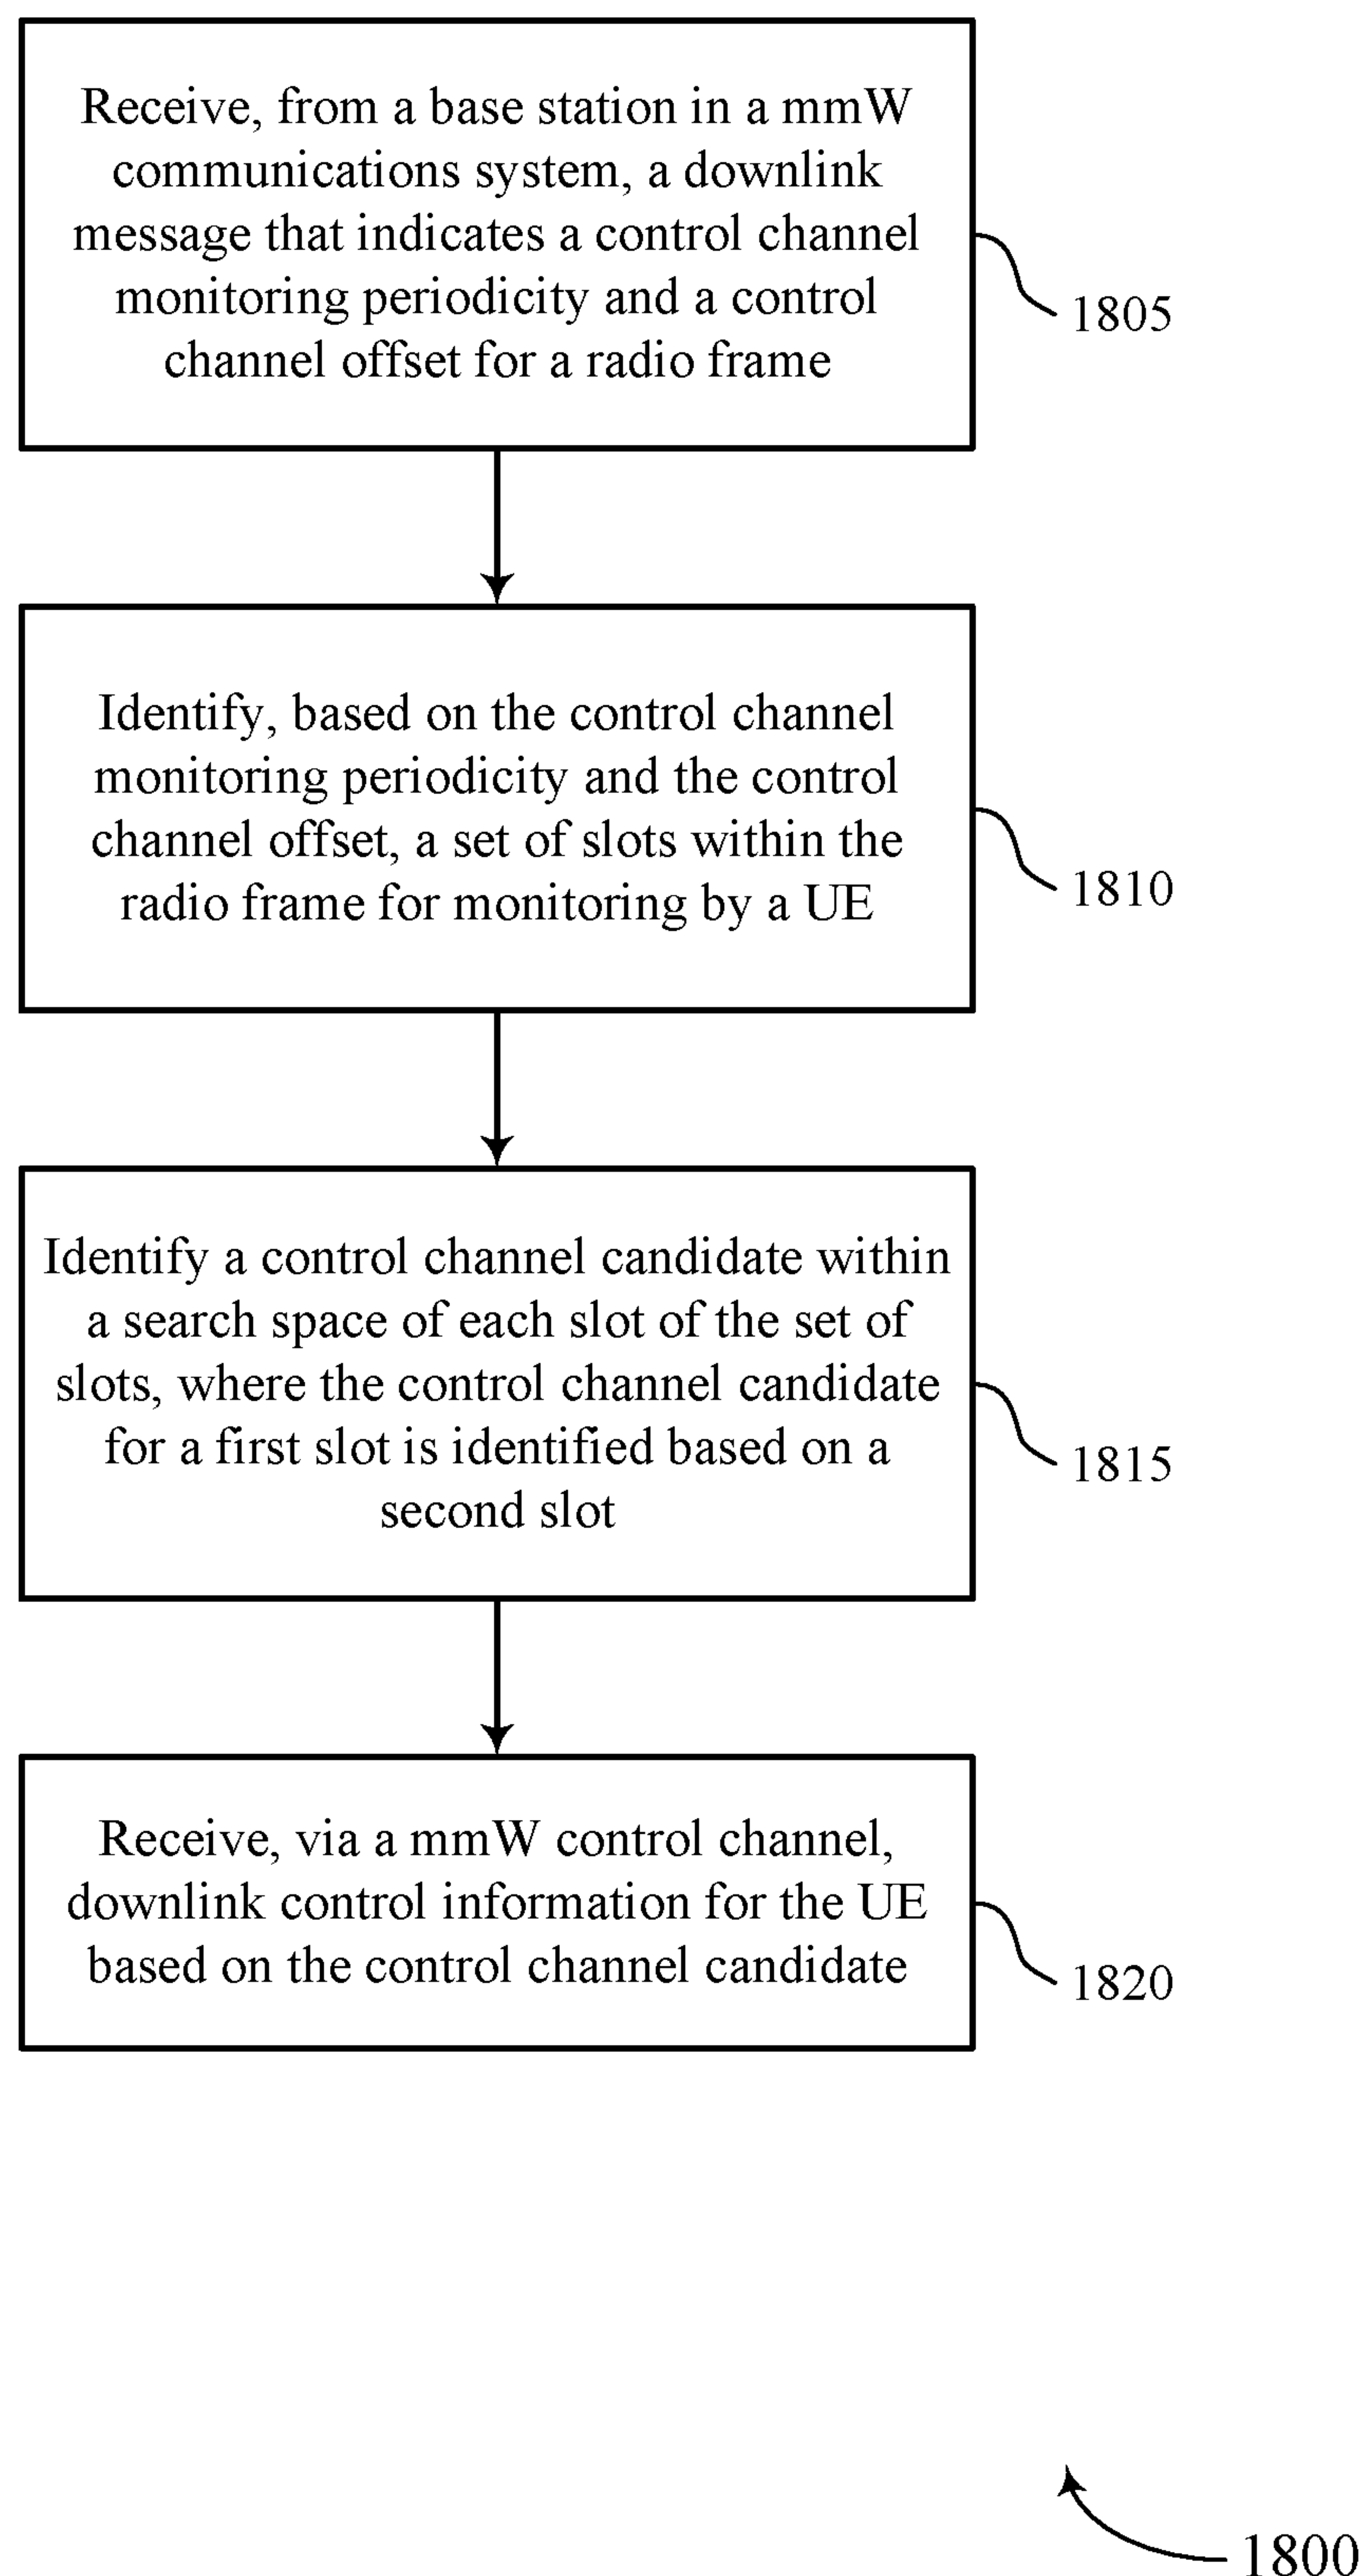 Receive, from a base station in a mmW
communications system, a downlink
message that indicates a control channel
monitoring periodicity and a control
channel offset for a radio frame
1805
Identify, based on the control channel
monitoring periodicity and the control
channel offset, a set of slots within the
radio frame for monitoring by a UE
1810
Identify a control channel candidate within
a search space of each slot of the set of
slots, where the control channel candidate
for a first slot is identified based on a
second slot
1815
Receive, via a mmW control channel,
downlink control information for the UE
based on the control channel candidate
1820
1800